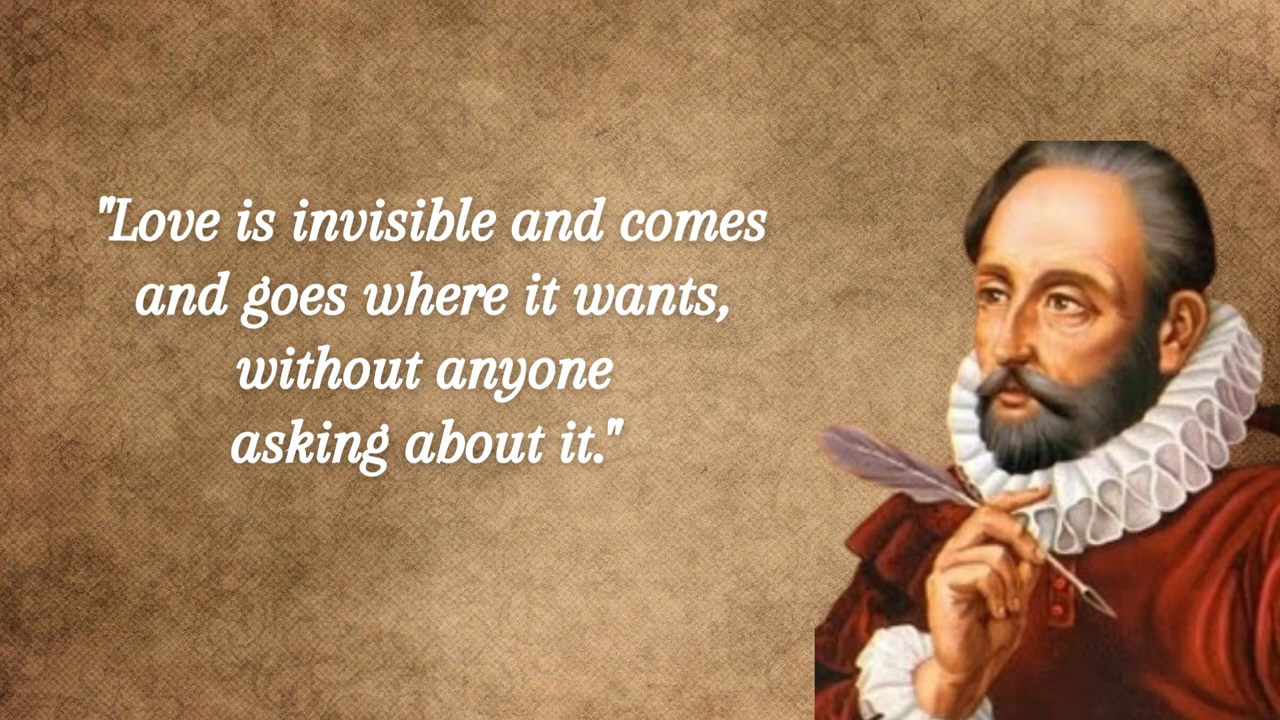 "Love is invisible and comes
and goes where it wants,
without anyone
asking about it."